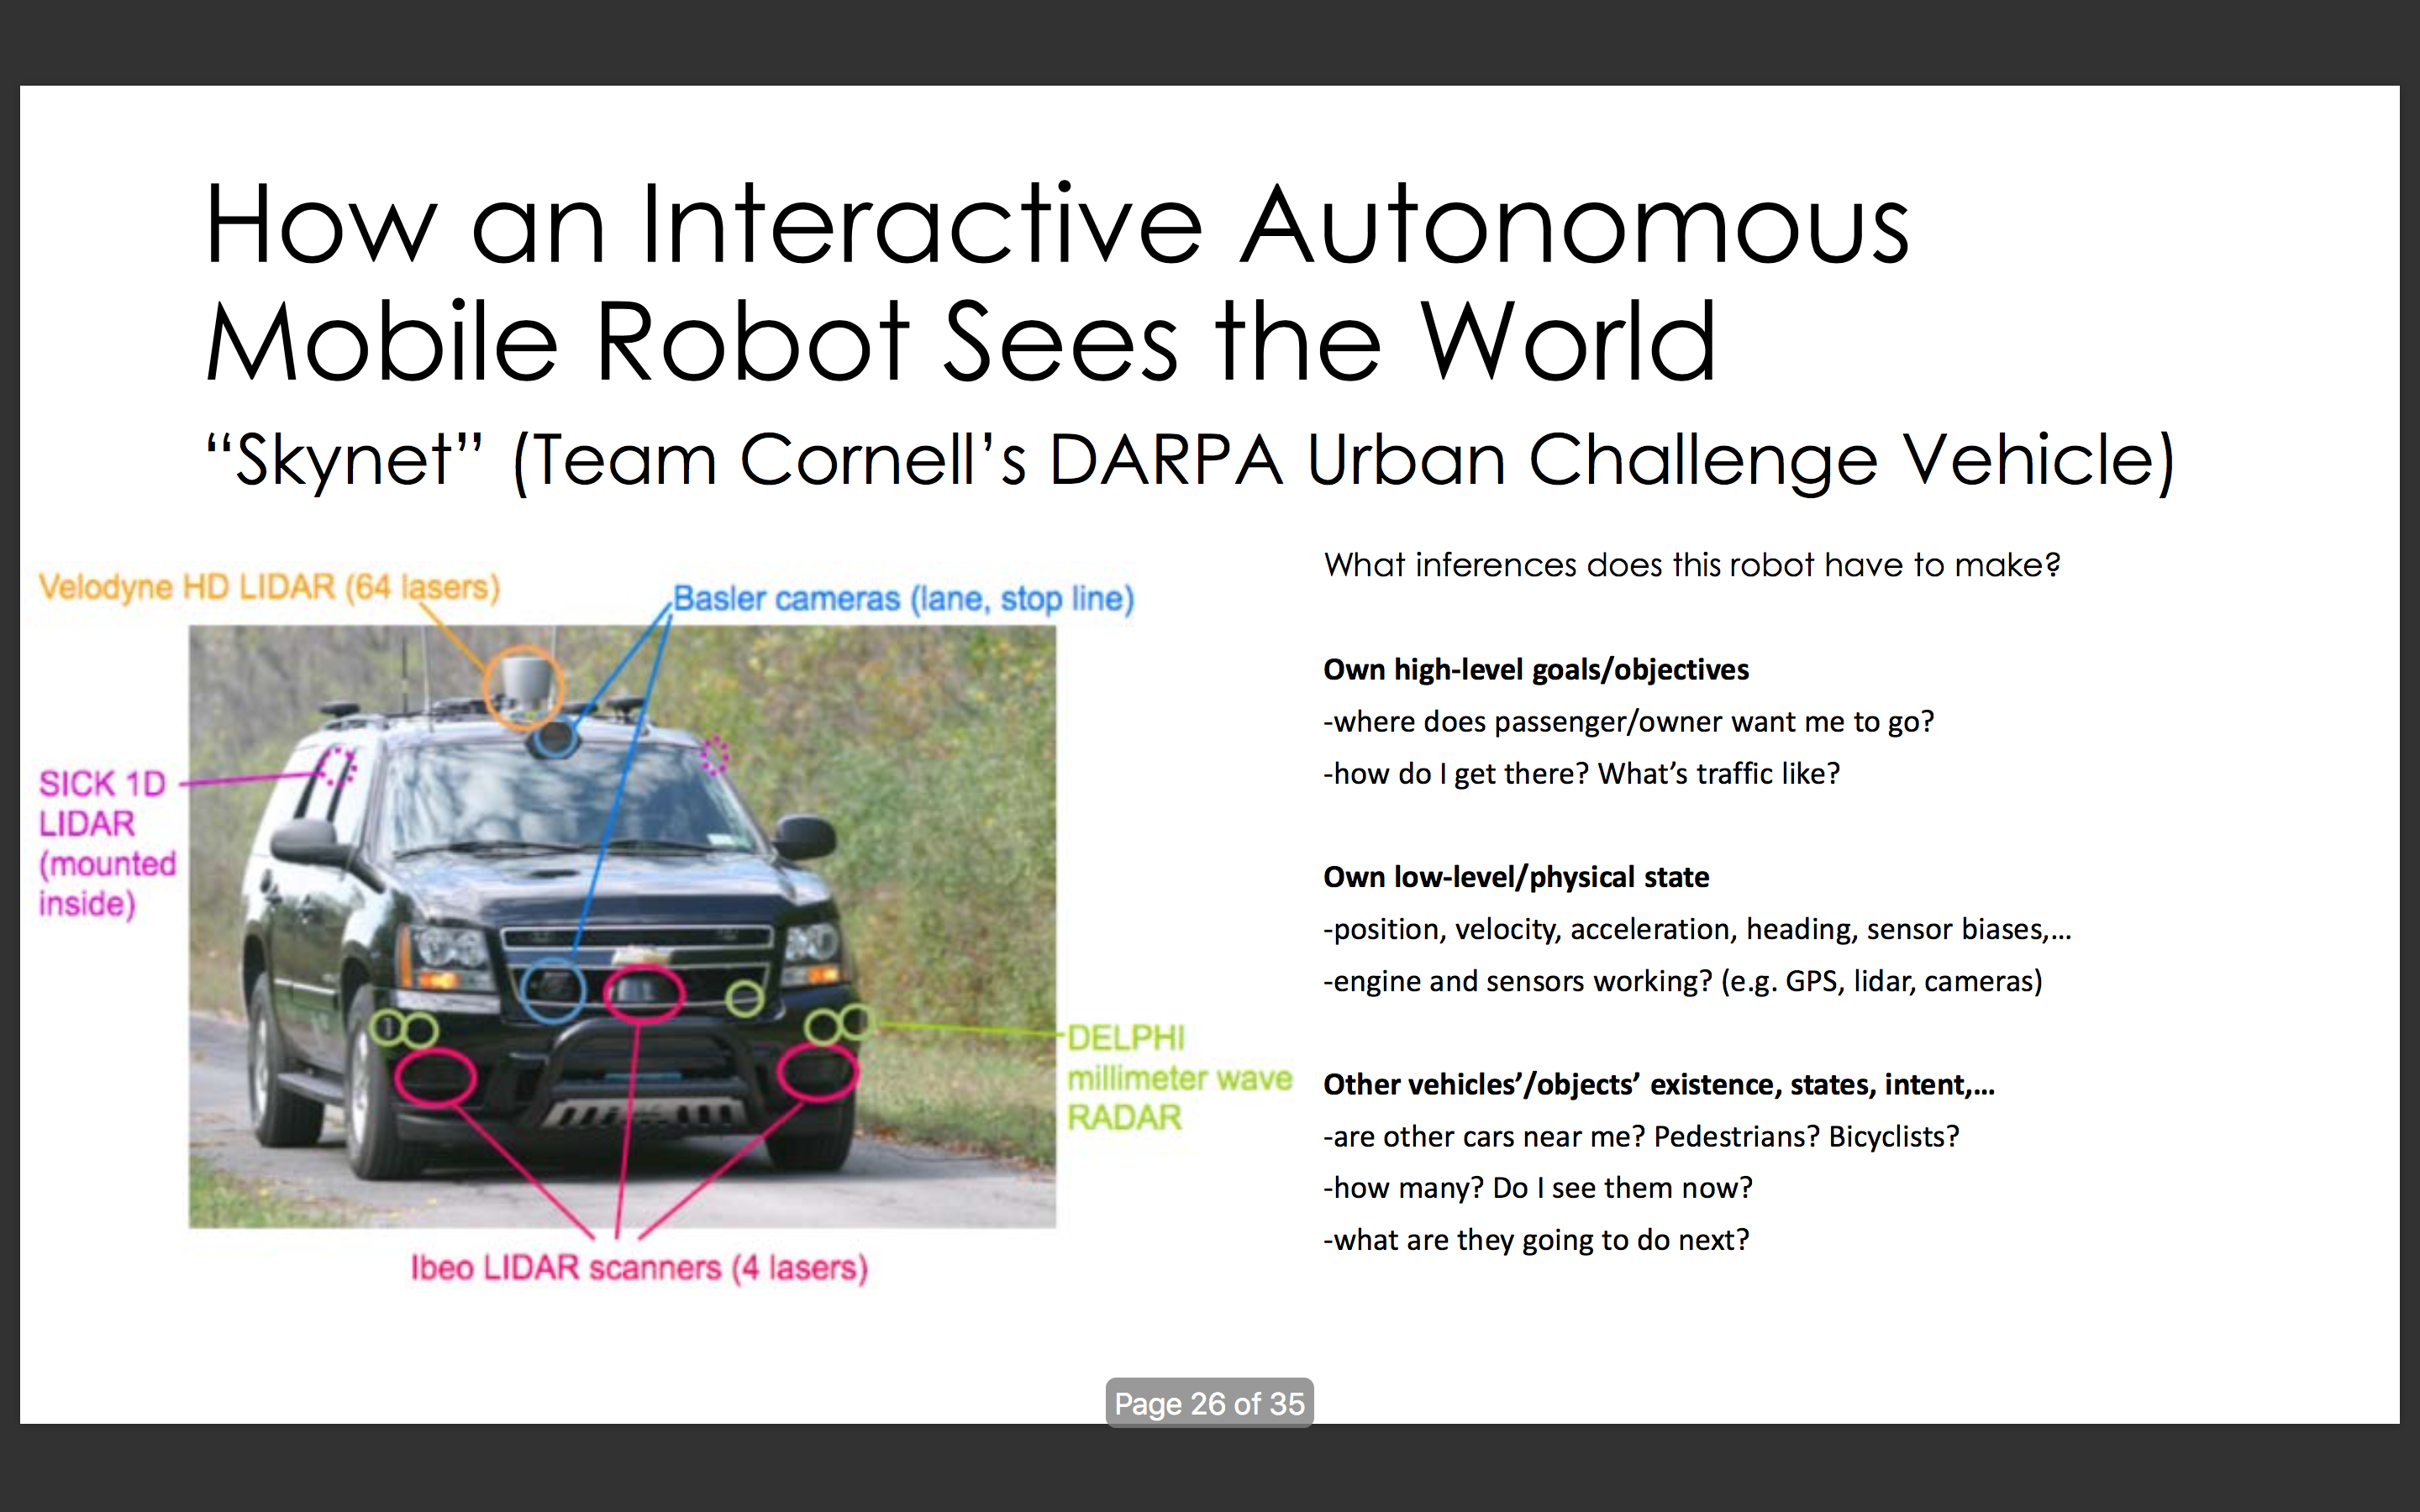 How an Interactive Autonomous
Mobile Robot Sees the World
“Skynet” (Team Cornell’s DARPA Urban Challenge Vehicle)
Velodyne HD LIDAR (64 lasers)
Basler cameras (lane, stop line)
SICK 1D
LIDAR
(mounted
inside)
DELPHI
millimeter wave
RADAR
Ibeo LIDAR scanners (4 lasers)
What inferences does this robot have to make?
Own high-level goals/objectives
-where does passenger/owner want me to go?
-how do I get there? What’s traffic like?
Own low-level/physical state
-position, velocity, acceleration, heading, sensor biases,...
-engine and sensors working? (e.g. GPS, lidar, cameras)
Other vehicles’/objects’ existence, states, intent,...
-are other cars near me? Pedestrians? Bicyclists?
-how many? Do I see them now?
-what are they going to do next?
Page 26 of 35